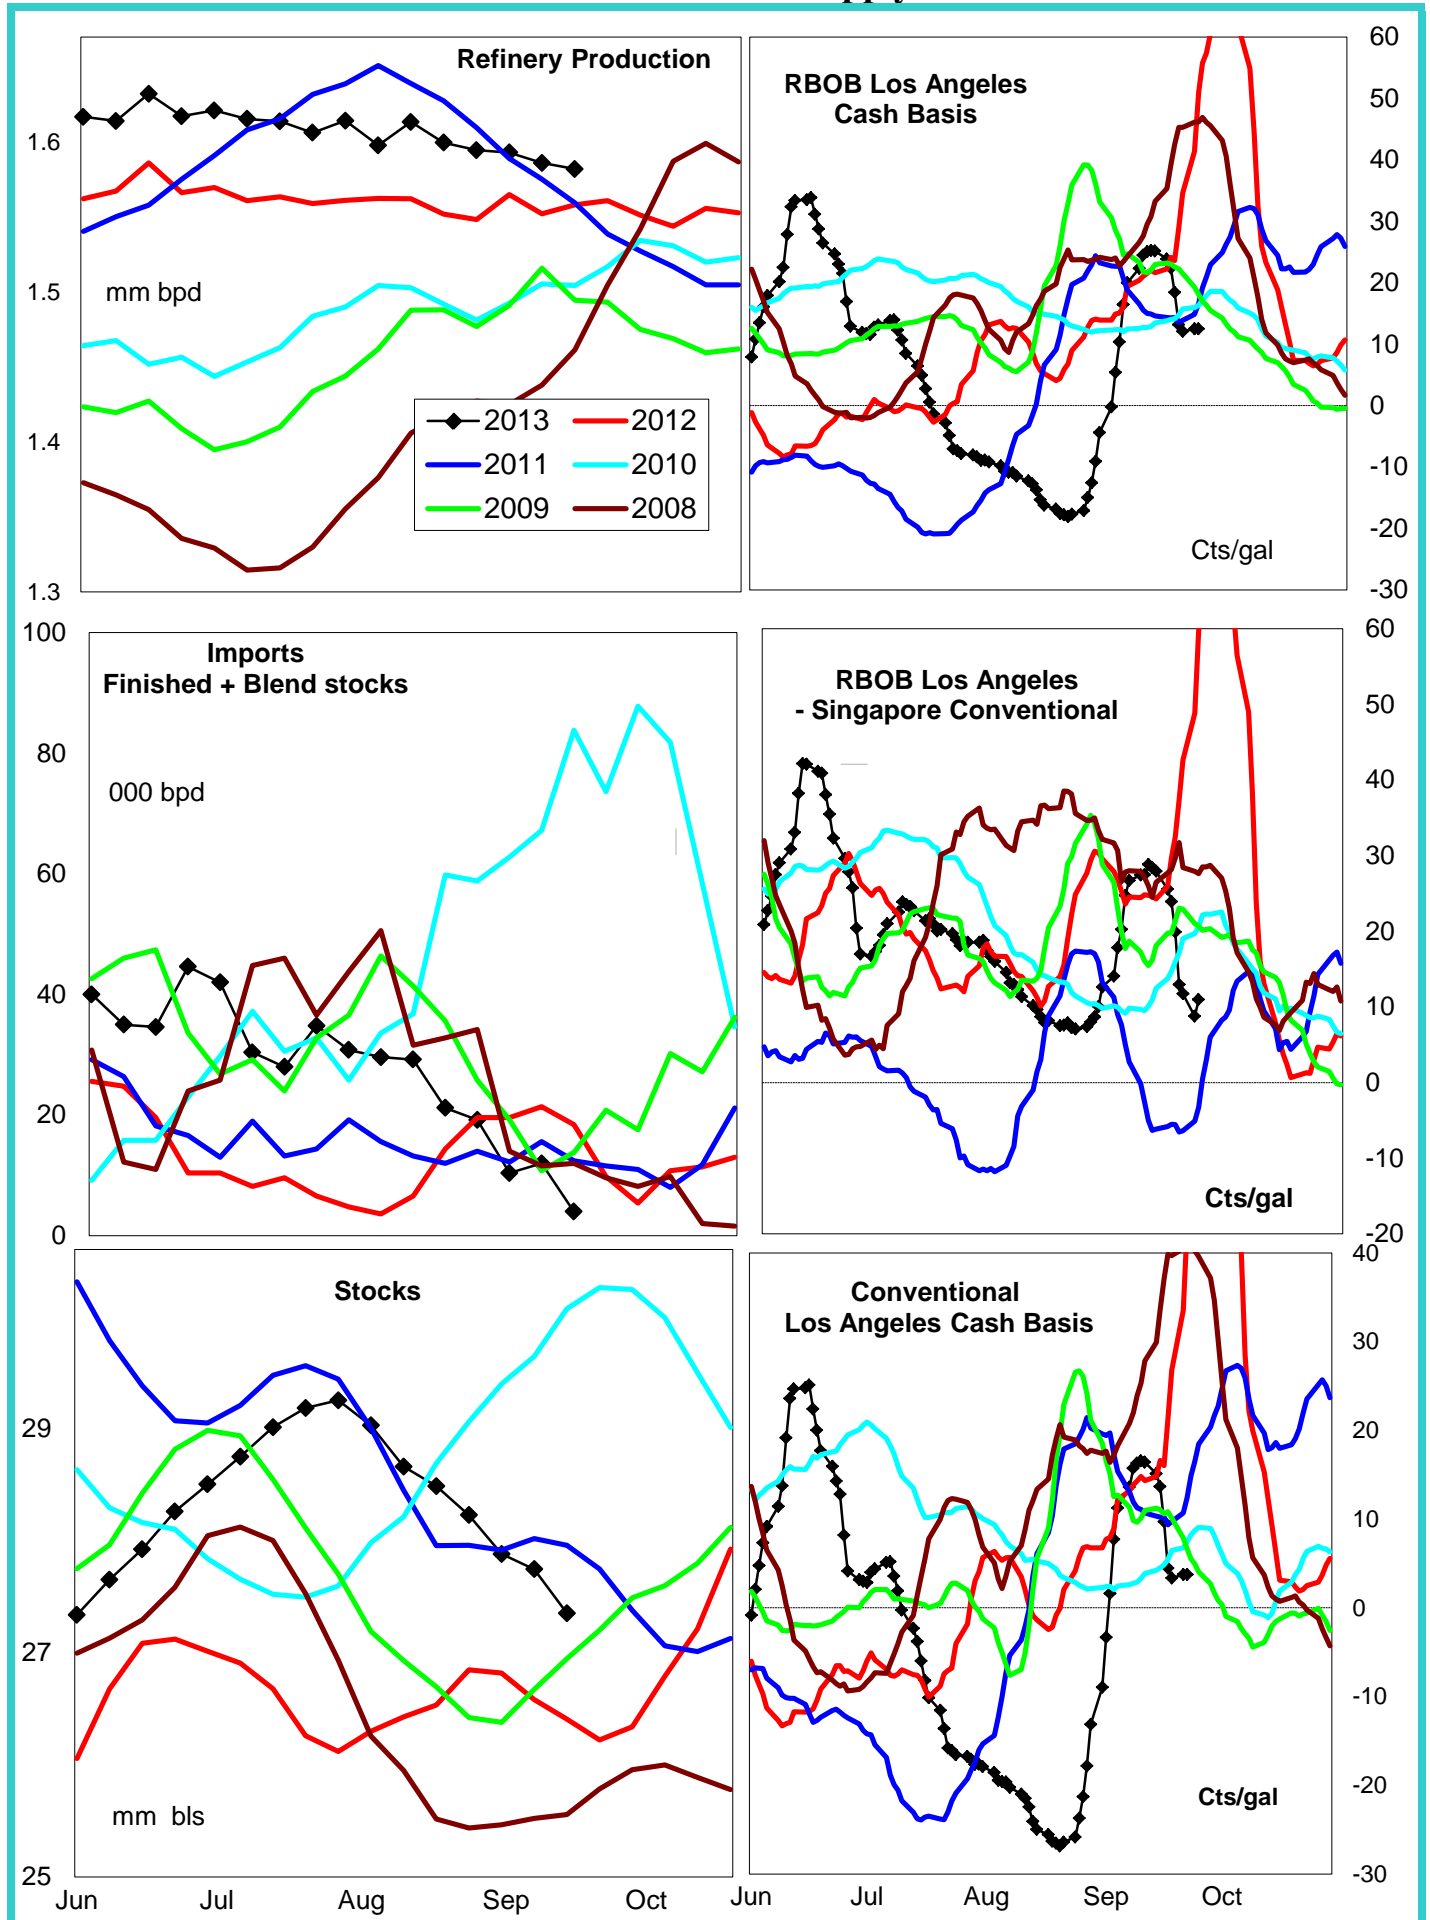 Refinery Production
1.6
mm bpd
1.5
1.4
1.3
2013 2012
2011 2010
2009 2008
RBOB Los Angeles
Cash Basis
60
50
40
30
20
10
0
-10
-20
-30
Cts/gal
Imports
Finished + Blend stocks
000 bpd
100
80
60
40
20
0
RBOB Los Angeles
- Singapore Conventional
60
50
40
30
20
10
0
-10
-20
Cts/gal
Stocks
29
27
25
mm bls
Jun Jul Aug Sep Oct
Conventional
Los Angeles Cash Basis
40
30
20
10
0
-10
-20
-30
Cts/gal
Jun Jul Aug Sep Oct